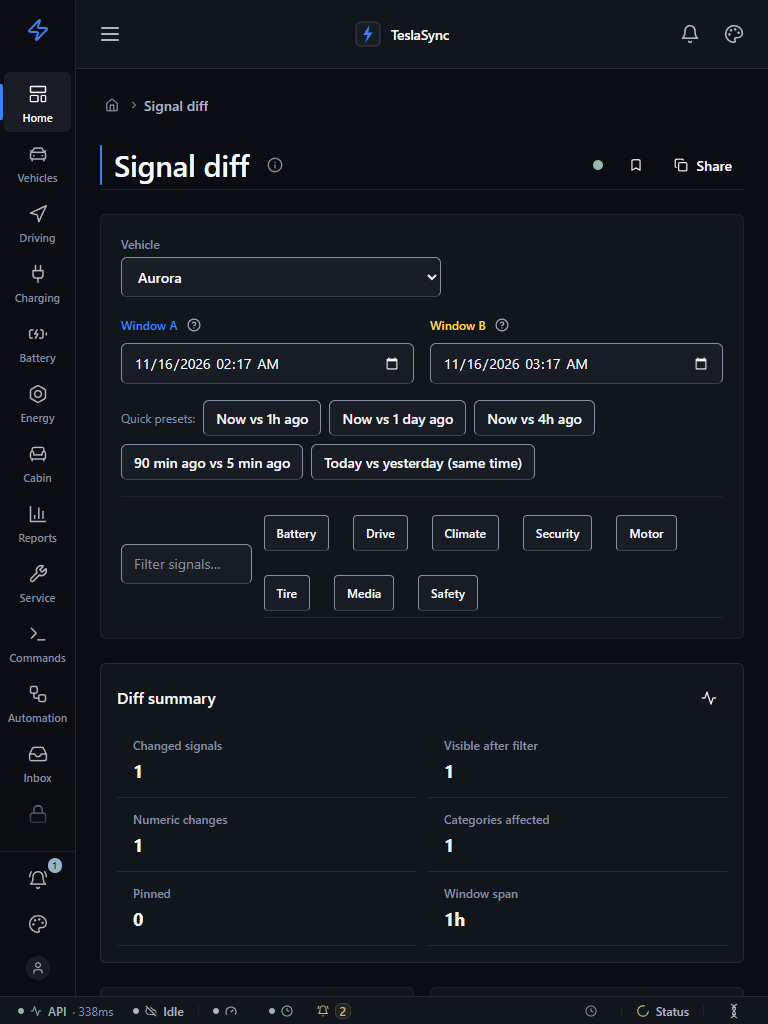 TeslaSync
Home
Vehicles
Driving
Charging
Battery
Energy
Cabin
Reports
Service
Commands
Automation
Inbox
1
Signal diff
Signal diff
Share
Vehicle
Aurora
Window A
Window B
11/16/2026 02:17 AM
11/16/2026 03:17 AM
Quick presets: Now vs 1h ago Now vs 1 day ago Now vs 4h ago
90 min ago vs 5 min ago Today vs yesterday (same time)
Filter signals...
Battery Drive Climate Security Motor
Tire Media Safety
Diff summary
Changed signals
1
Visible after filter
1
Numeric changes
1
Categories affected
1
Pinned
0
Window span
1h
API · 338ms Idle 2 Status